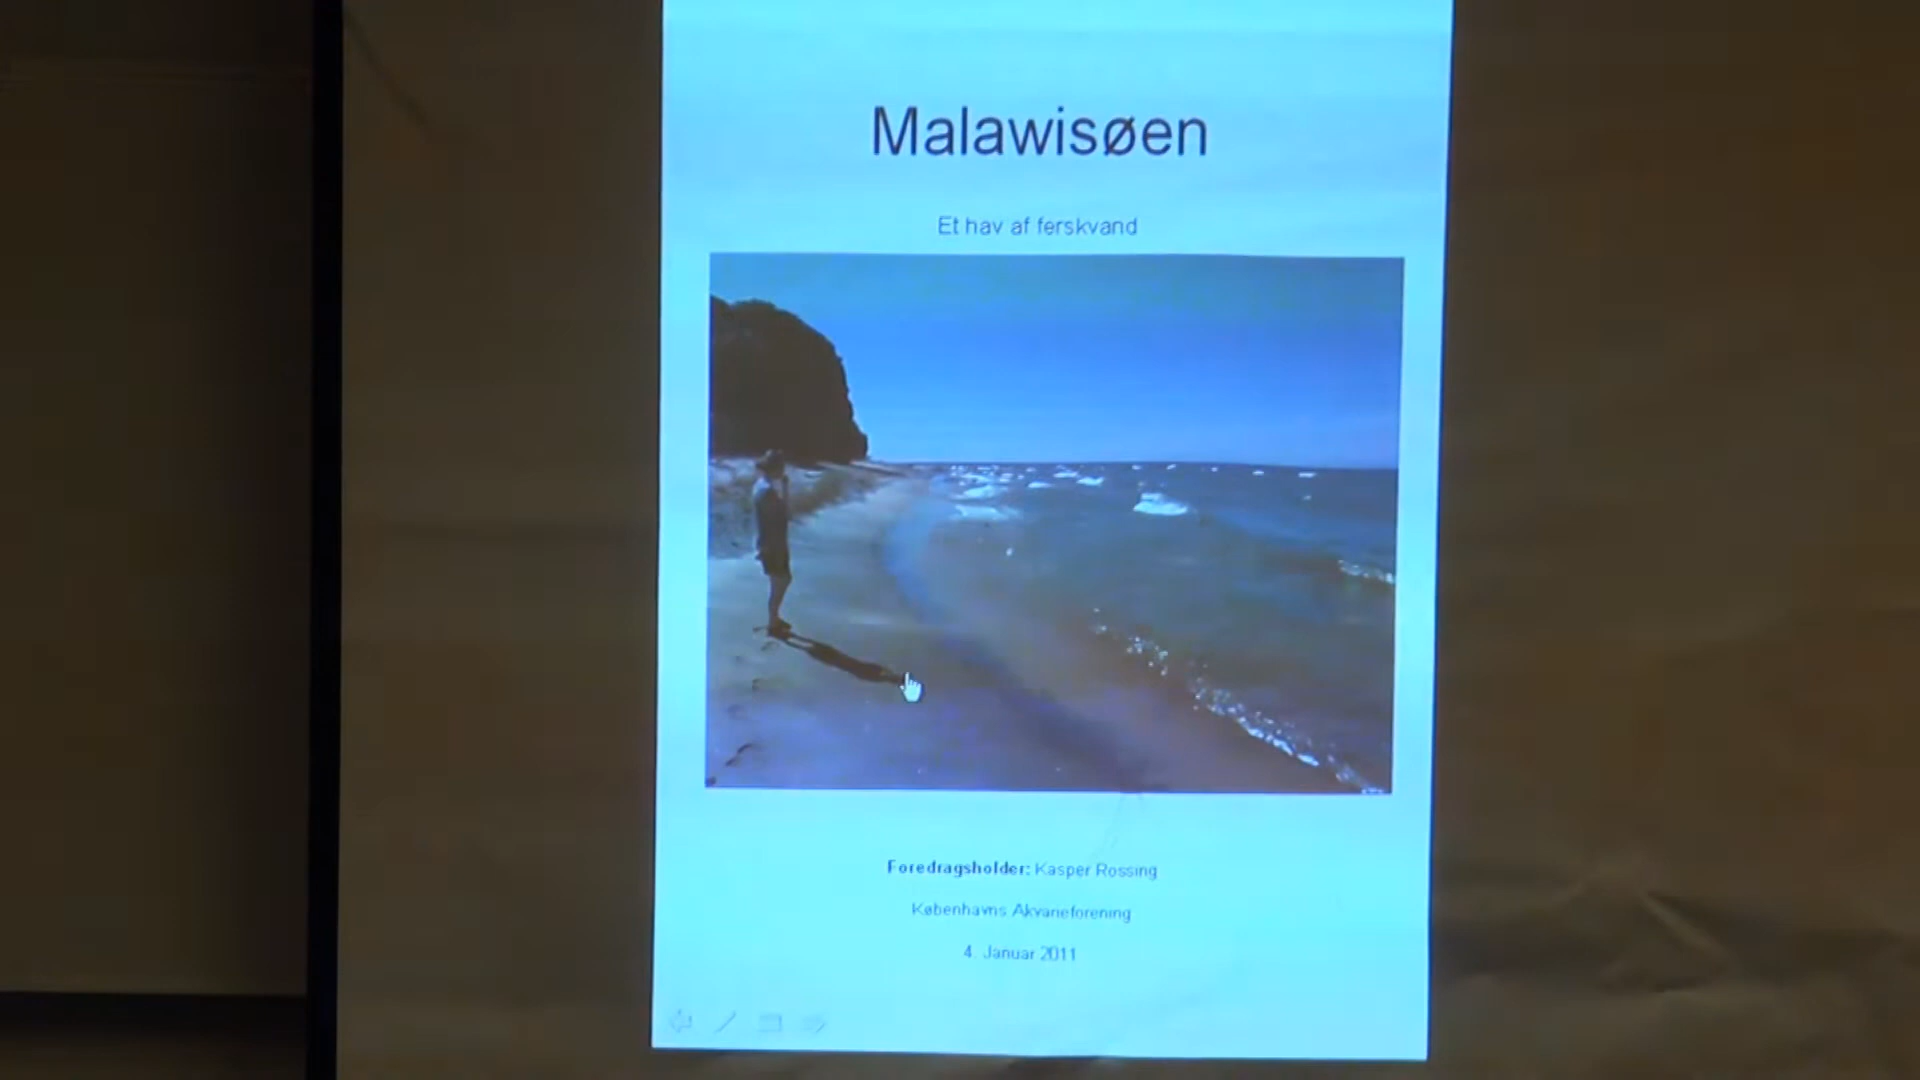 Malawisøen
Et hav af ferskvand
Foredragsholder: Kasper Rossing
Københavns Akvarieforening
4. Januar 2011